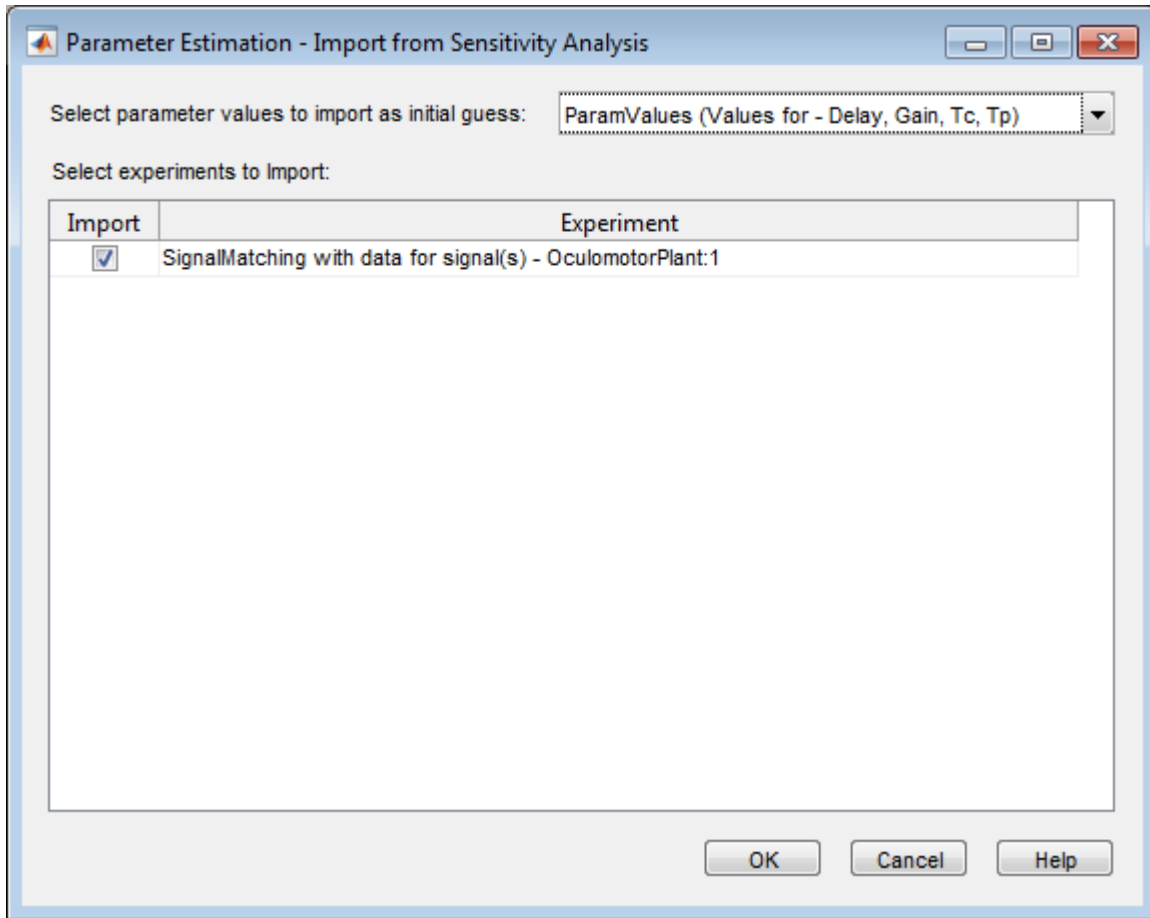 Parameter Estimation - Import from Sensitivity Analysis
Select parameter values to import as initial guess: ParamValues (Values for - Delay, Gain, Tc, Tp)
Select experiments to Import:
Import Experiment
SignalMatching with data for signal(s) - OculomotorPlant:1
OK Cancel Help